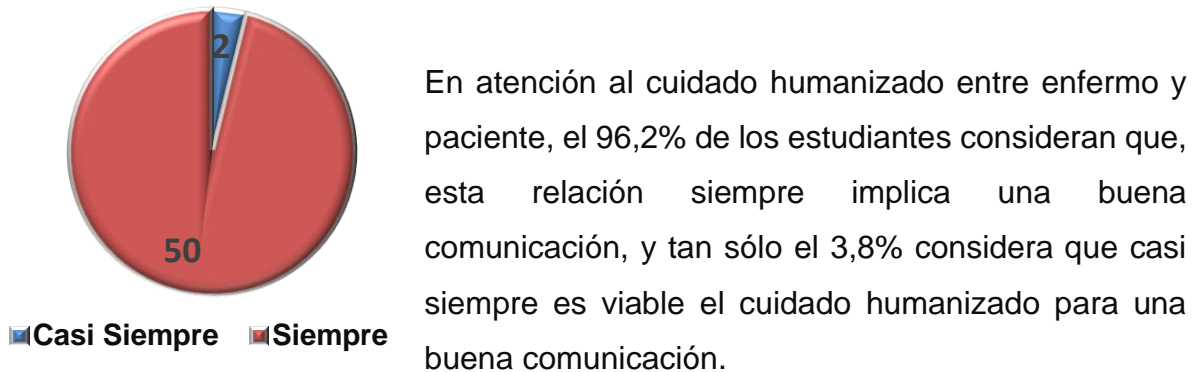 2
50
Casi Siempre Siempre
En atención al cuidado humanizado entre enfermo y
paciente, el 96,2% de los estudiantes consideran que,
esta relación siempre implica una buena
comunicación, y tan sólo el 3,8% considera que casi
siempre es viable el cuidado humanizado para una
buena comunicación.